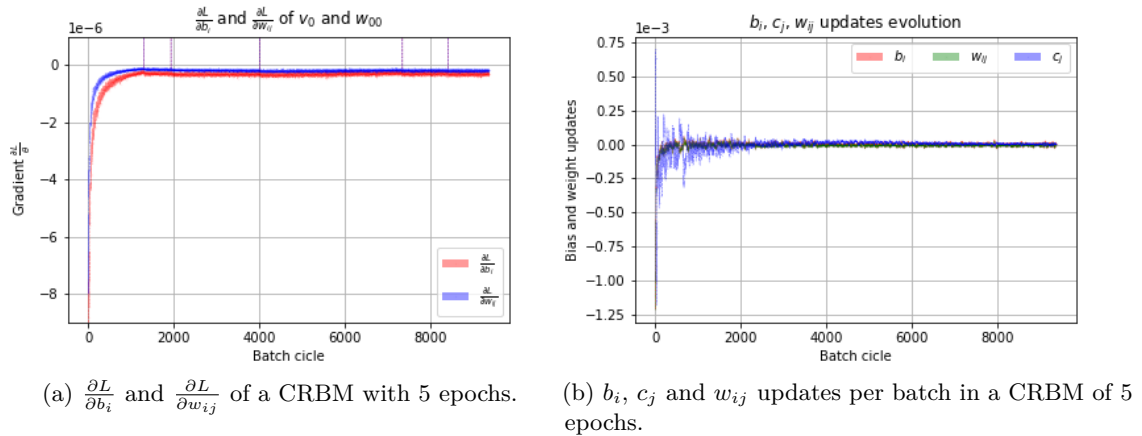 ∂L/∂b_i and ∂L/∂w_ij of v_0 and w_00
1e−6
0
−2
−4
−6
−8
Gradient ∂L/θ
0 2000 4000 6000 8000
Batch cicle
∂L/∂b_i
∂L/∂w_ij
b_i, c_j, w_ij updates evolution
1e−3
0.75
0.50
0.25
0.00
−0.25
−0.50
−0.75
−1.00
−1.25
Bias and weight updates
b_i w_ij c_j
0 2000 4000 6000 8000
Batch cicle
(a) ∂L/∂b_i and ∂L/∂w_ij of a CRBM with 5 epochs.
(b) b_i, c_j and w_ij updates per batch in a CRBM of 5
epochs.